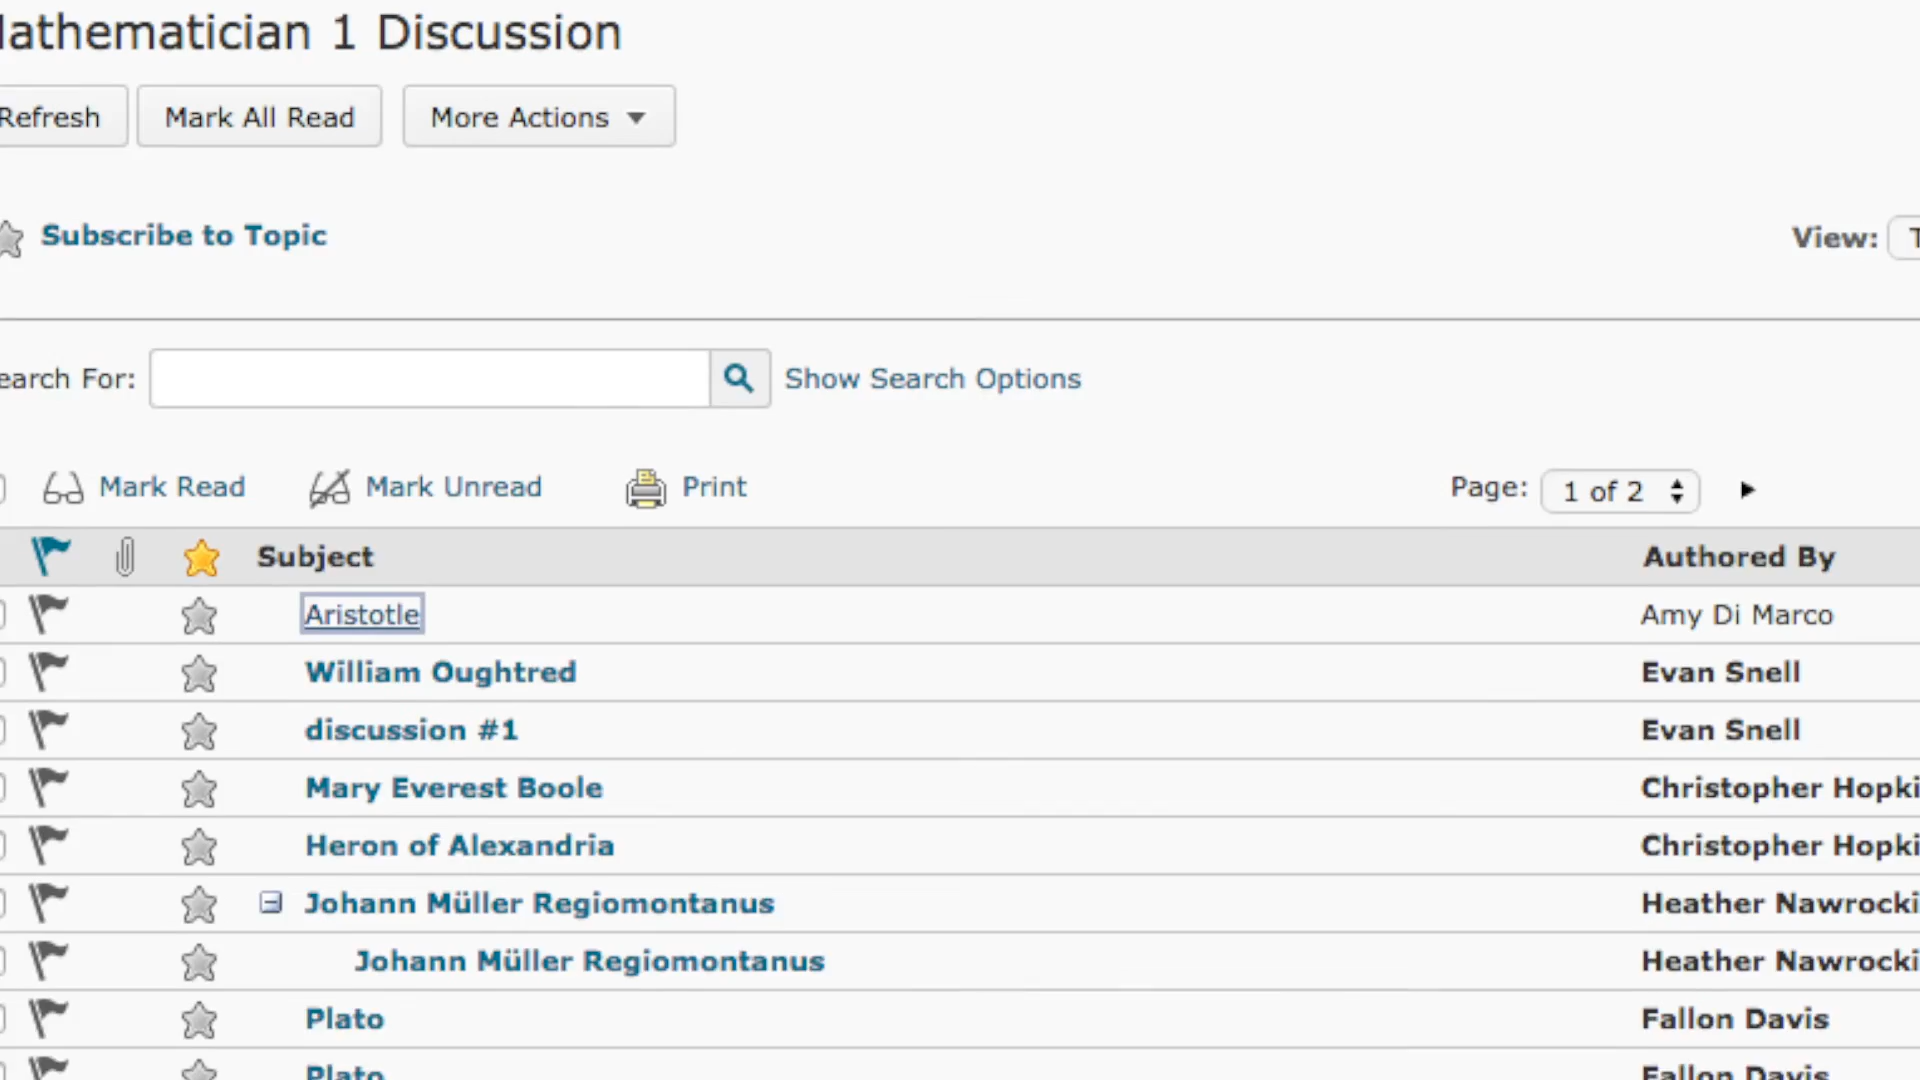 Mathematician 1 Discussion
Refresh Mark All Read More Actions
Subscribe to Topic View:
Search For: Show Search Options
Mark Read Mark Unread Print Page: 1 of 2
Subject Authored By
Aristotle Amy Di Marco
William Oughtred Evan Snell
discussion #1 Evan Snell
Mary Everest Boole Christopher Hopki
Heron of Alexandria Christopher Hopki
Johann Müller Regiomontanus Heather Nawrocki
Johann Müller Regiomontanus Heather Nawrocki
Plato Fallon Davis
Plato Fallon Davis